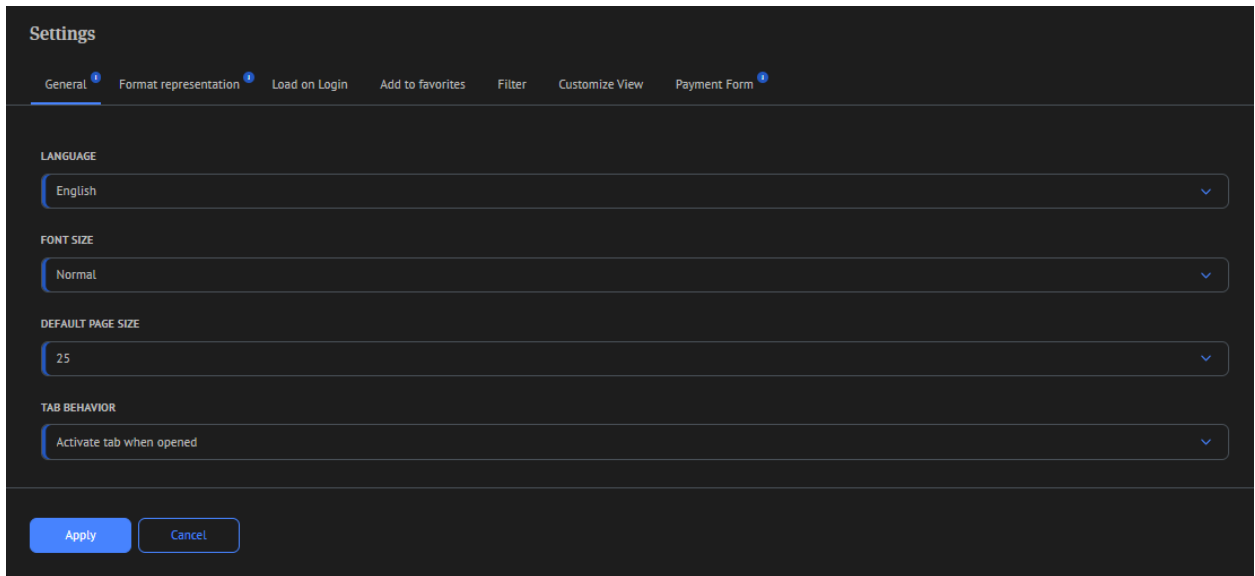 Settings
General Format representation Load on Login Add to favorites Filter Customize View Payment Form
LANGUAGE
English
FONT SIZE
Normal
DEFAULT PAGE SIZE
25
TAB BEHAVIOR
Activate tab when opened
Apply Cancel